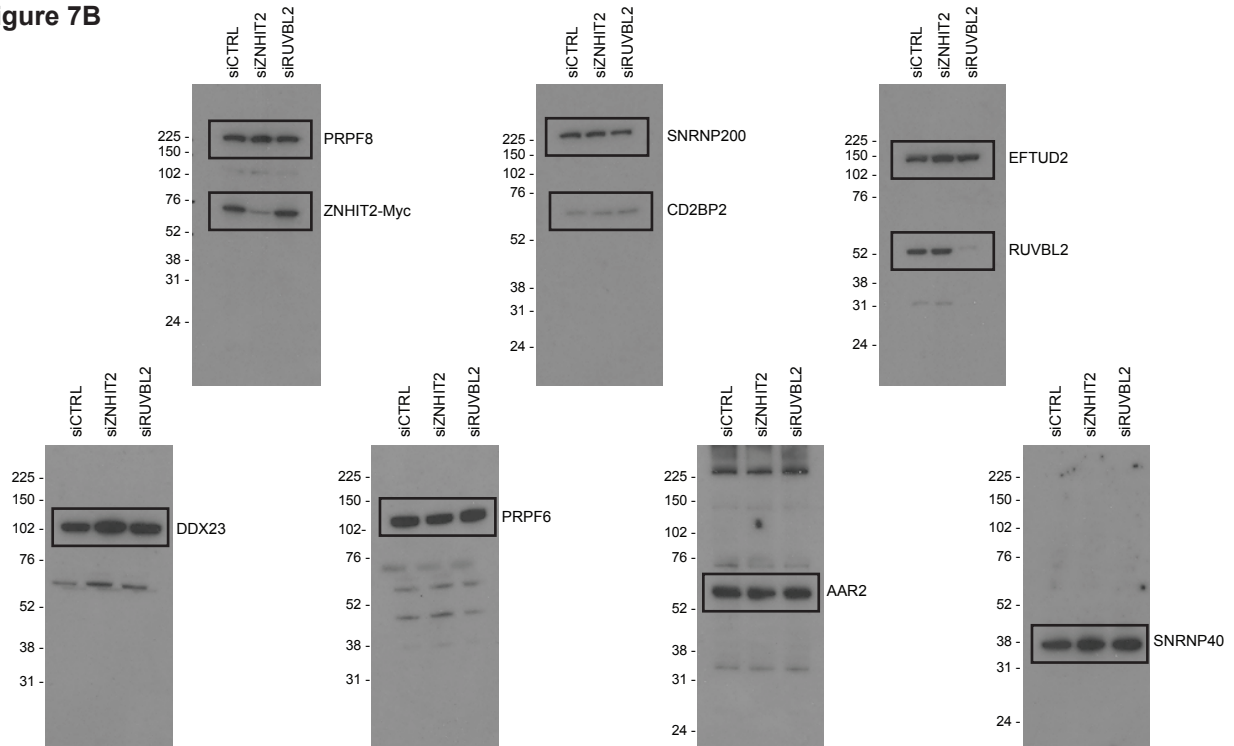 igure 7B
siCTRL
siZNHIT2
siRUVBL2
225 -
150 -
102 -
76 -
52 -
38 -
31 -
24 -
PRPF8
ZNHIT2-Myc
siCTRL
siZNHIT2
siRUVBL2
225 -
150 -
102 -
76 -
52 -
38 -
31 -
24 -
SNRNP200
CD2BP2
siCTRL
siZNHIT2
siRUVBL2
225 -
150 -
102 -
76 -
52 -
38 -
31 -
24 -
EFTUD2
RUVBL2
siCTRL
siZNHIT2
siRUVBL2
225 -
150 -
102 -
76 -
52 -
38 -
31 -
DDX23
siCTRL
siZNHIT2
siRUVBL2
225 -
150 -
102-
76 -
52 -
38 -
31 -
PRPF6
siCTRL
siZNHIT2
siRUVBL2
225 -
150 -
102 -
76 -
52 -
38 -
31 -
24 -
AAR2
siCTRL
siZNHIT2
siRUVBL2
225 -
150 -
102 -
76 -
52 -
38 -
31 -
24 -
SNRNP40